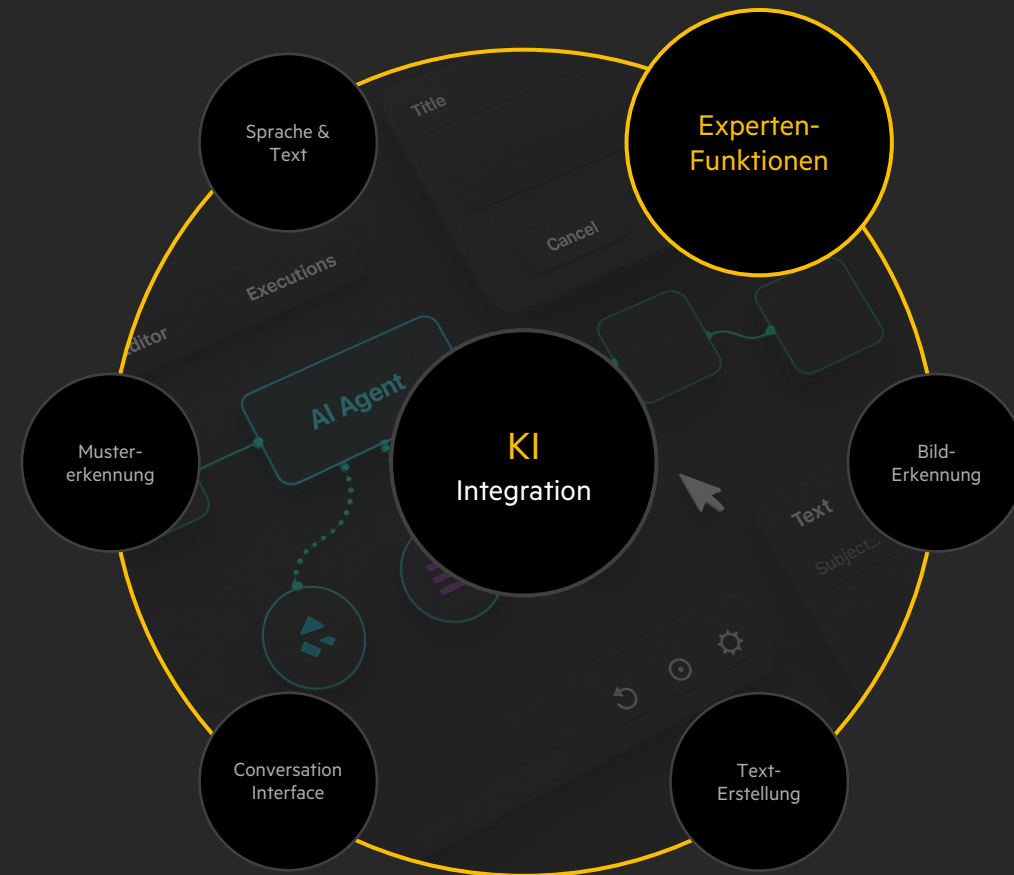 Experten-
Funktionen
Sprache &
Text
Title
Cancel
Executions
AI Agent
KI
Integration
Muster-
erkennung
Bild-
Erkennung
Text
Subject...
Conversation
Interface
Text-
Erstellung